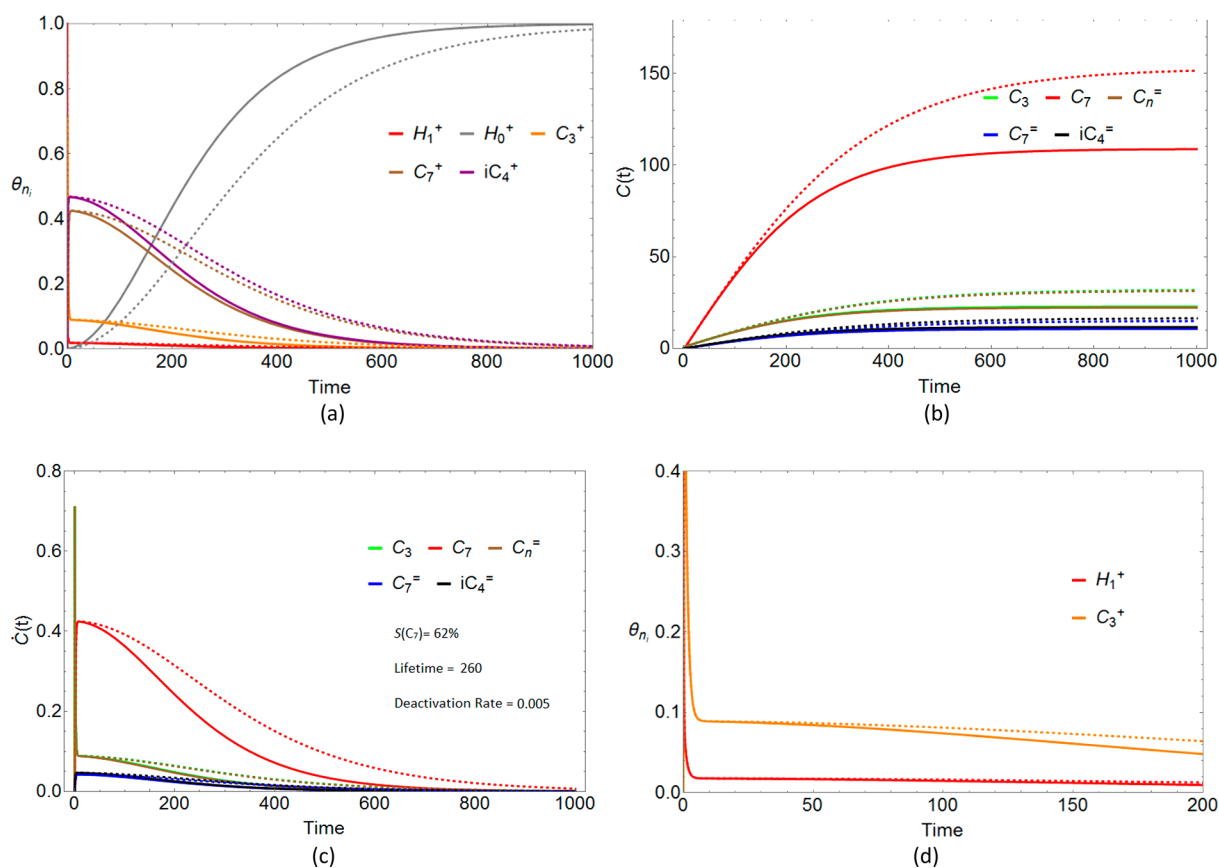 1.0
0.8
0.6
0.4
0.2
0.0
θnᵢ
H₁⁺ H₀⁺ C₃⁺
C₇⁺ iC₄⁺
0 200 400 600 800 1000
Time
(a)
150
100
50
0
C(t)
C₃ C₇ Cₙ⁼
C₇⁼ iC₄⁼
0 200 400 600 800 1000
Time
(b)
0.8
0.6
0.4
0.2
0.0
Ċ(t)
C₃ C₇ Cₙ⁼
C₇⁼ iC₄⁼
S(C₇)= 62%
Lifetime = 260
Deactivation Rate = 0.005
0 200 400 600 800 1000
Time
(c)
0.4
0.3
0.2
0.1
0.0
θnᵢ
H₁⁺
C₃⁺
0 50 100 150 200
Time
(d)